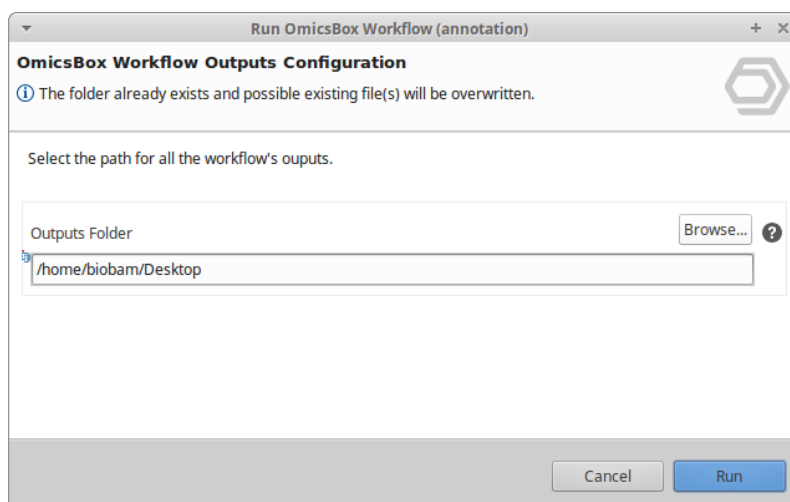 Run OmicsBox Workflow (annotation)
OmicsBox Workflow Outputs Configuration
The folder already exists and possible existing file(s) will be overwritten.
Select the path for all the workflow's ouputs.
Outputs Folder
Browse...
/home/biobam/Desktop
Cancel
Run